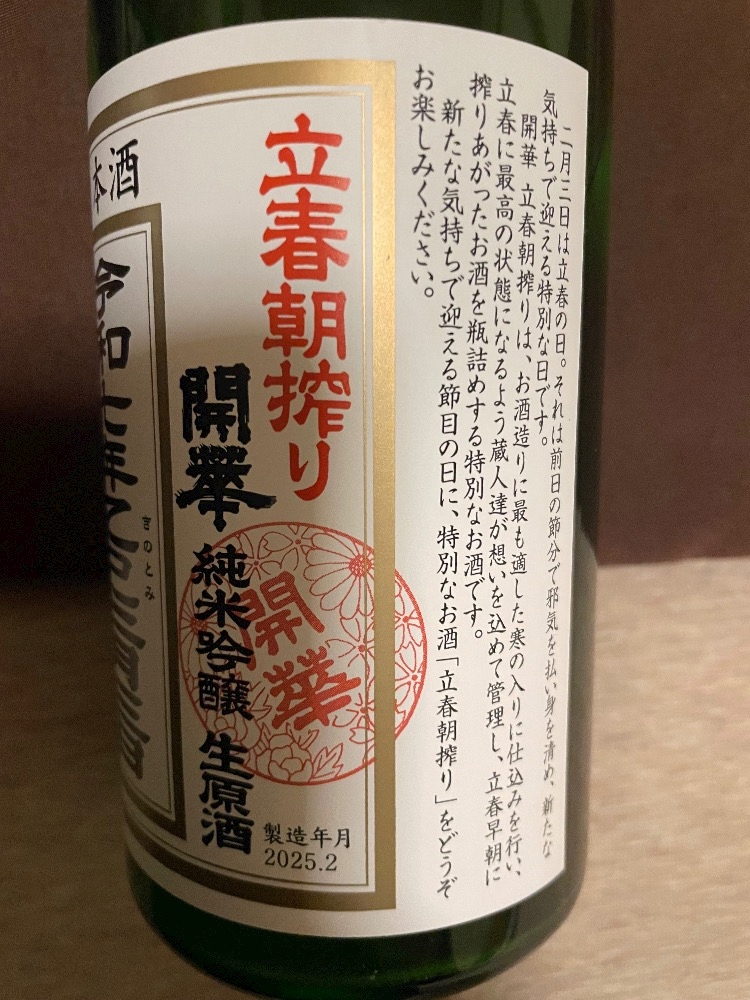 二月三日は立春の日。それは前日の節分で邪気を払い身を清め、新たな
気持ちで迎える特別な日です。
開華 立春朝搾りは、お酒造りに最も適した寒の入りに仕込みを行い、
立春に最高の状態になるよう蔵人達が想いを込めて管理し、立春早朝に
搾りあがったお酒を瓶詰めする特別なお酒です。
新たな気持ちで迎える節目の日に、特別なお酒「立春朝搾り」をどうぞ
お楽しみください。
立春朝搾り
開華 純米吟醸 生原酒
開華
製造年月
2025.2
本酒
令和七年乙巳
きのとみ